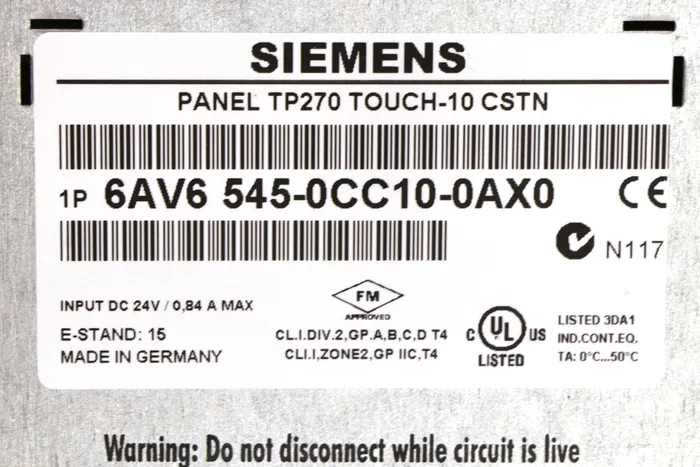 SIEMENS
PANEL TP270 TOUCH-10 CSTN
1P 6AV6 545-0CC10-0AX0 CE
N117
INPUT DC 24V / 0,84 A MAX
E-STAND: 15
MADE IN GERMANY
FM
APPROVED
CL.I.DIV.2,GP.A,B,C,D T4
CLI.I,ZONE2,GP IIC,T4
C UL US
LISTED
LISTED 3DA1
IND.CONT.EQ.
TA: 0°C...50°C
Warning: Do not disconnect while circuit is live